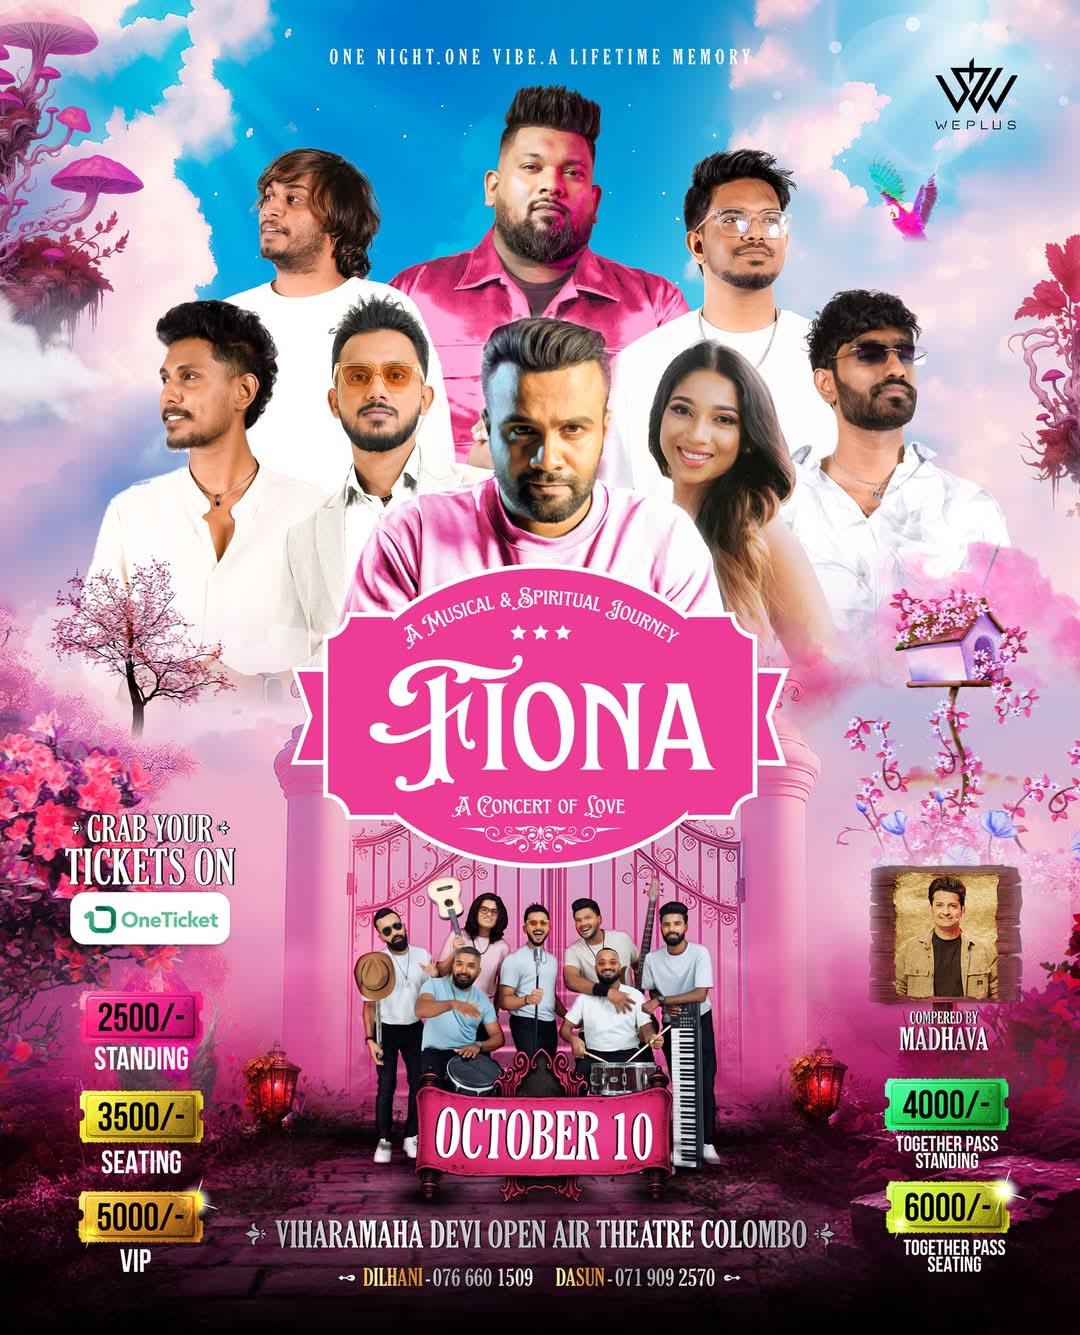 ONE NIGHT.ONE VIBE.A LIFETIME MEMORY
WEPLUS
A MUSICAL & SPIRITUAL JOURNEY
FIONA
A CONCERT OF LOVE
GRAB YOUR
TICKETS ON
OneTicket
2500/-
STANDING
3500/-
SEATING
5000/-
VIP
COMPERED BY
MADHAVA
4000/-
TOGETHER PASS
STANDING
6000/-
TOGETHER PASS
SEATING
OCTOBER 10
VIHARAMAHA DEVI OPEN AIR THEATRE COLOMBO
DILHANI-076 660 1509 DASUN-071 909 2570